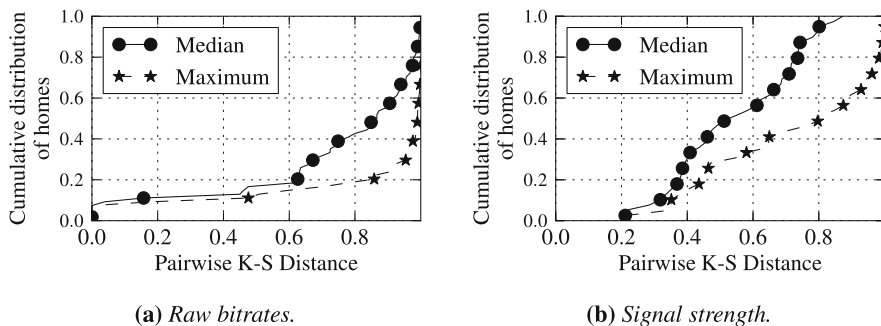 Cumulative distribution
of homes
1.0
0.8
0.6
0.4
0.2
0.0
Median
Maximum
0.0 0.2 0.4 0.6 0.8
Pairwise K-S Distance
(a) Raw bitrates.
Cumulative distribution
of homes
1.0
0.8
0.6
0.4
0.2
0.0
Median
Maximum
0.0 0.2 0.4 0.6 0.8
Pairwise K-S Distance
(b) Signal strength.